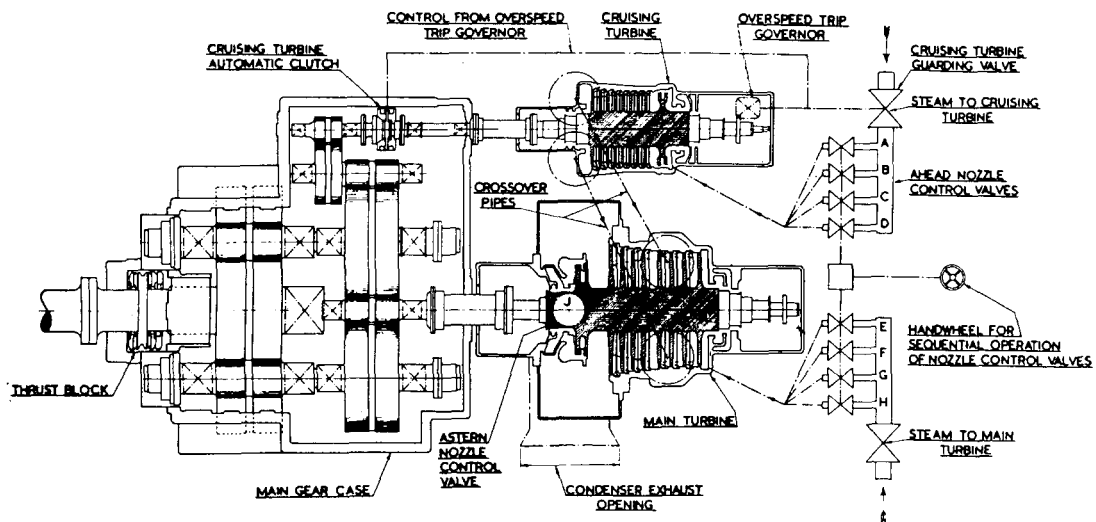 CONTROL FROM OVERSPEED
TRIP GOVERNOR
CRUISING
TURBINE
OVERSPEED TRIP
GOVERNOR
CRUISING TURBINE
AUTOMATIC CLUTCH
CRUISING TURBINE
GUARDING VALVE
STEAM TO CRUISING
TURBINE
A
B
C
D
AHEAD NOZZLE
CONTROL VALVES
CROSSOVER
PIPES
J
E
F
G
H
HANDWHEEL FOR
SEQUENTIAL OPERATION
OF NOZZLE CONTROL VALVES
THRUST BLOCK
MAIN TURBINE
ASTERN
NOZZLE
CONTROL
VALVE
STEAM TO MAIN
TURBINE
MAIN GEAR CASE
CONDENSER EXHAUST
OPENING